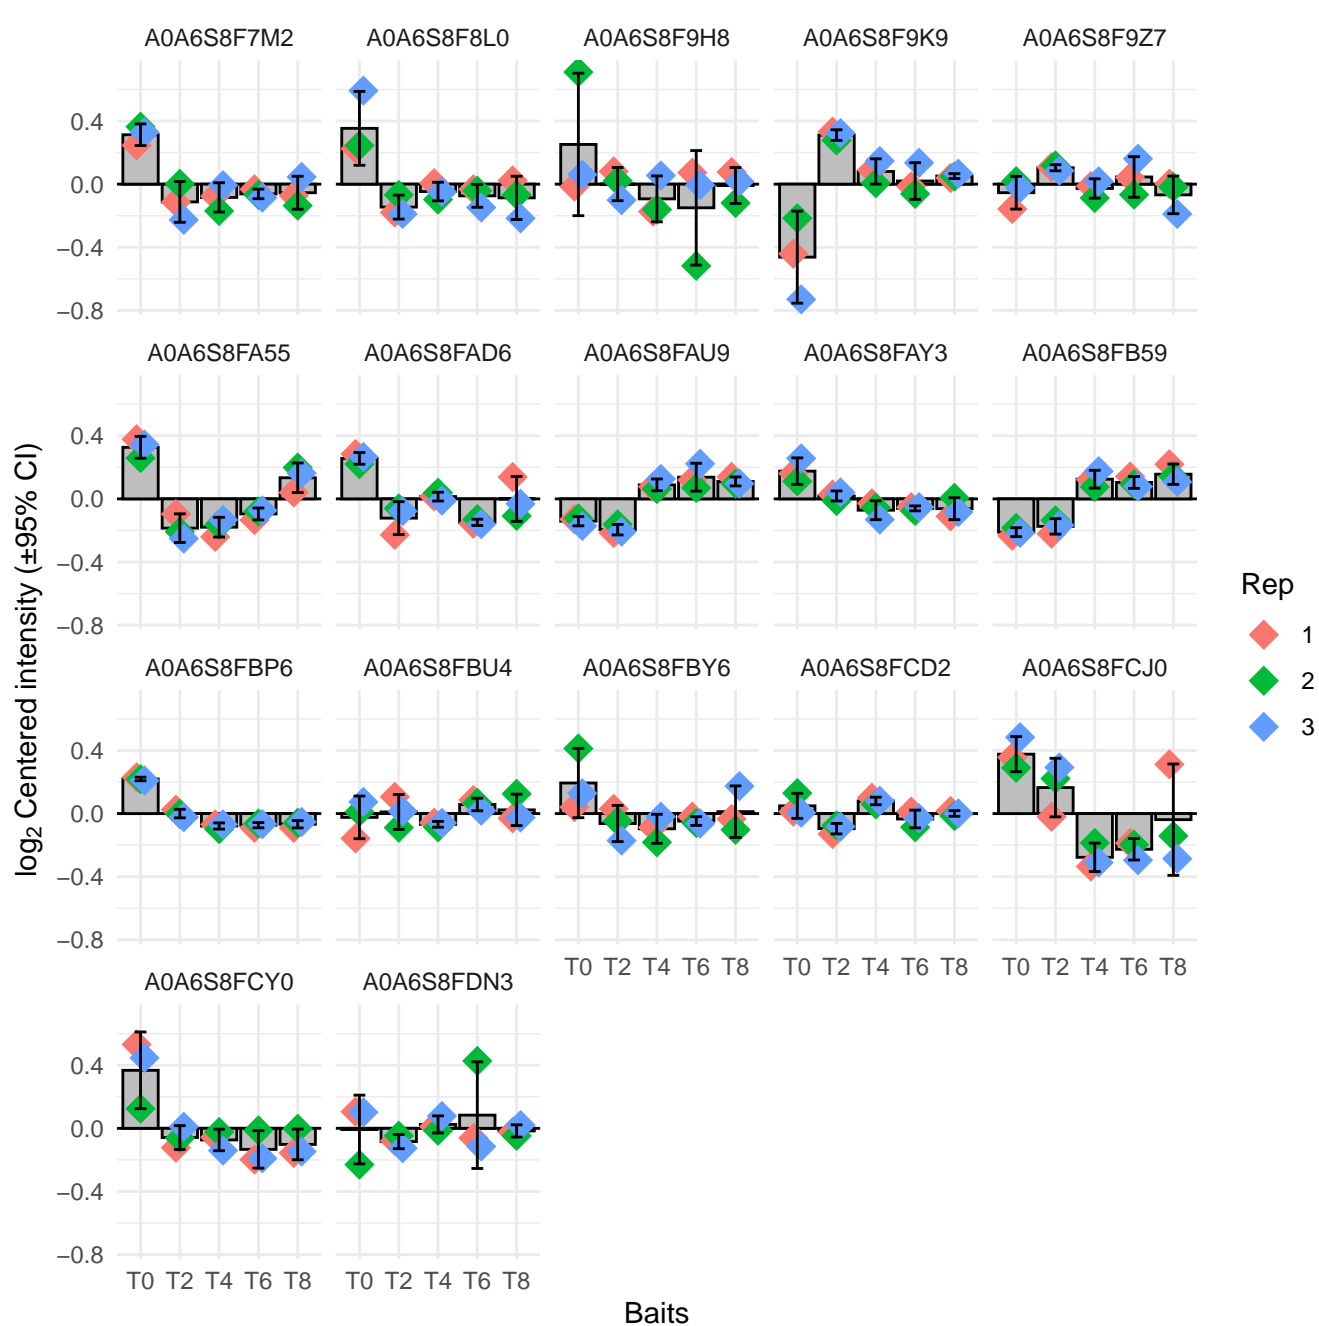 A0A6S8F7M2 A0A6S8F8L0 A0A6S8F9H8 A0A6S8F9K9 A0A6S8F9Z7
0.4
0.0
−0.4
−0.8
A0A6S8FA55 A0A6S8FAD6 A0A6S8FAU9 A0A6S8FAY3 A0A6S8FB59
0.4
0.0
−0.4
−0.8
log2 Centered intensity (±95% CI)
Rep
1
2
3
A0A6S8FBP6 A0A6S8FBU4 A0A6S8FBY6 A0A6S8FCD2 A0A6S8FCJ0
0.4
0.0
−0.4
−0.8
T0 T2 T4 T6 T8 T0 T2 T4 T6 T8 T0 T2 T4 T6 T8
A0A6S8FCY0 A0A6S8FDN3
0.4
0.0
−0.4
−0.8
T0 T2 T4 T6 T8 T0 T2 T4 T6 T8
Baits